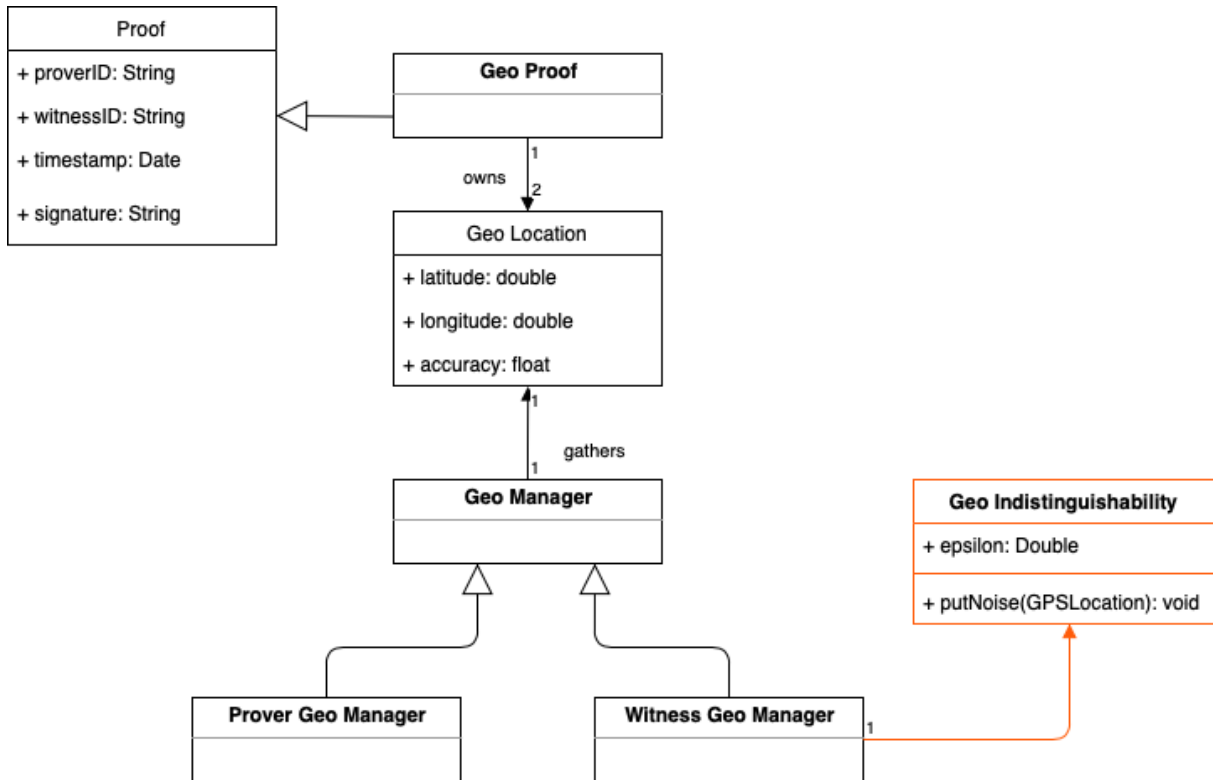 Proof
+ proverID: String
+ witnessID: String
+ timestamp: Date
+ signature: String
Geo Proof
1
owns
2
Geo Location
+ latitude: double
+ longitude: double
+ accuracy: float
1
gathers
1
Geo Manager
Geo Indistinguishability
+ epsilon: Double
+ putNoise(GPSLocation): void
Prover Geo Manager
Witness Geo Manager
1